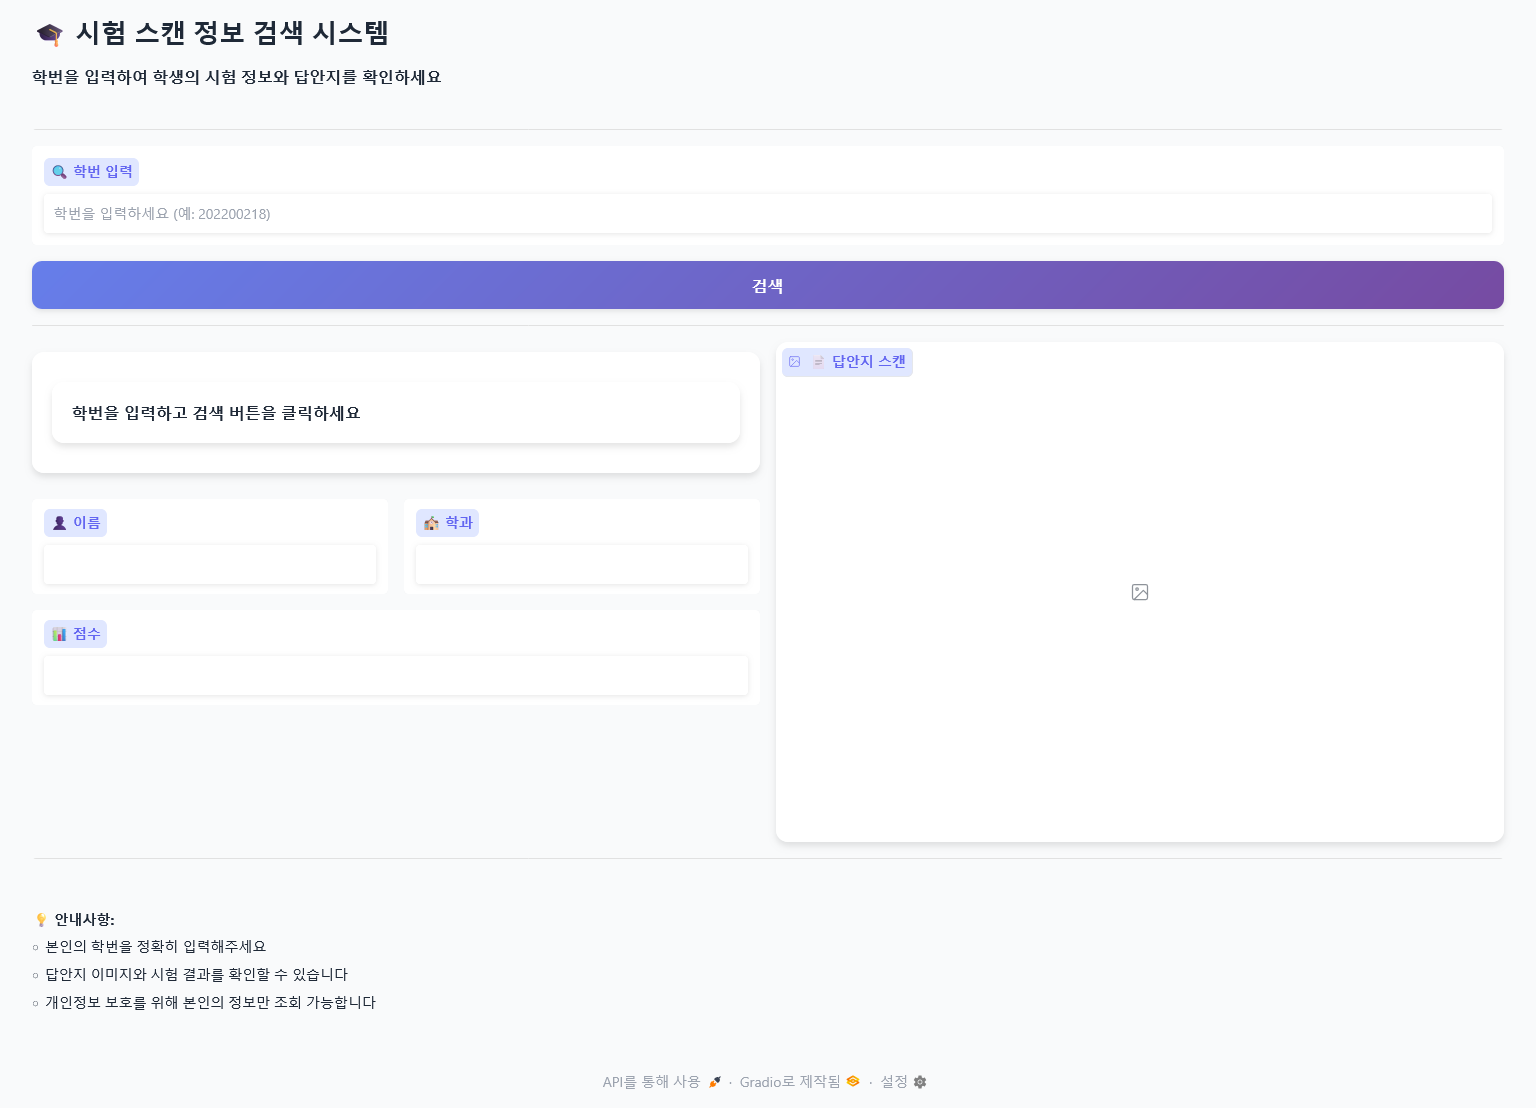 시험 스캔 정보 검색 시스템
학번을 입력하여 학생의 시험 정보와 답안지를 확인하세요
학번 입력
학번을 입력하세요 (예: 202200218)
검색
학번을 입력하고 검색 버튼을 클릭하세요
이름
학과
점수
답안지 스캔
안내사항:
본인의 학번을 정확히 입력해주세요
답안지 이미지와 시험 결과를 확인할 수 있습니다
개인정보 보호를 위해 본인의 정보만 조회 가능합니다
API를 통해 사용 · Gradio로 제작됨 · 설정